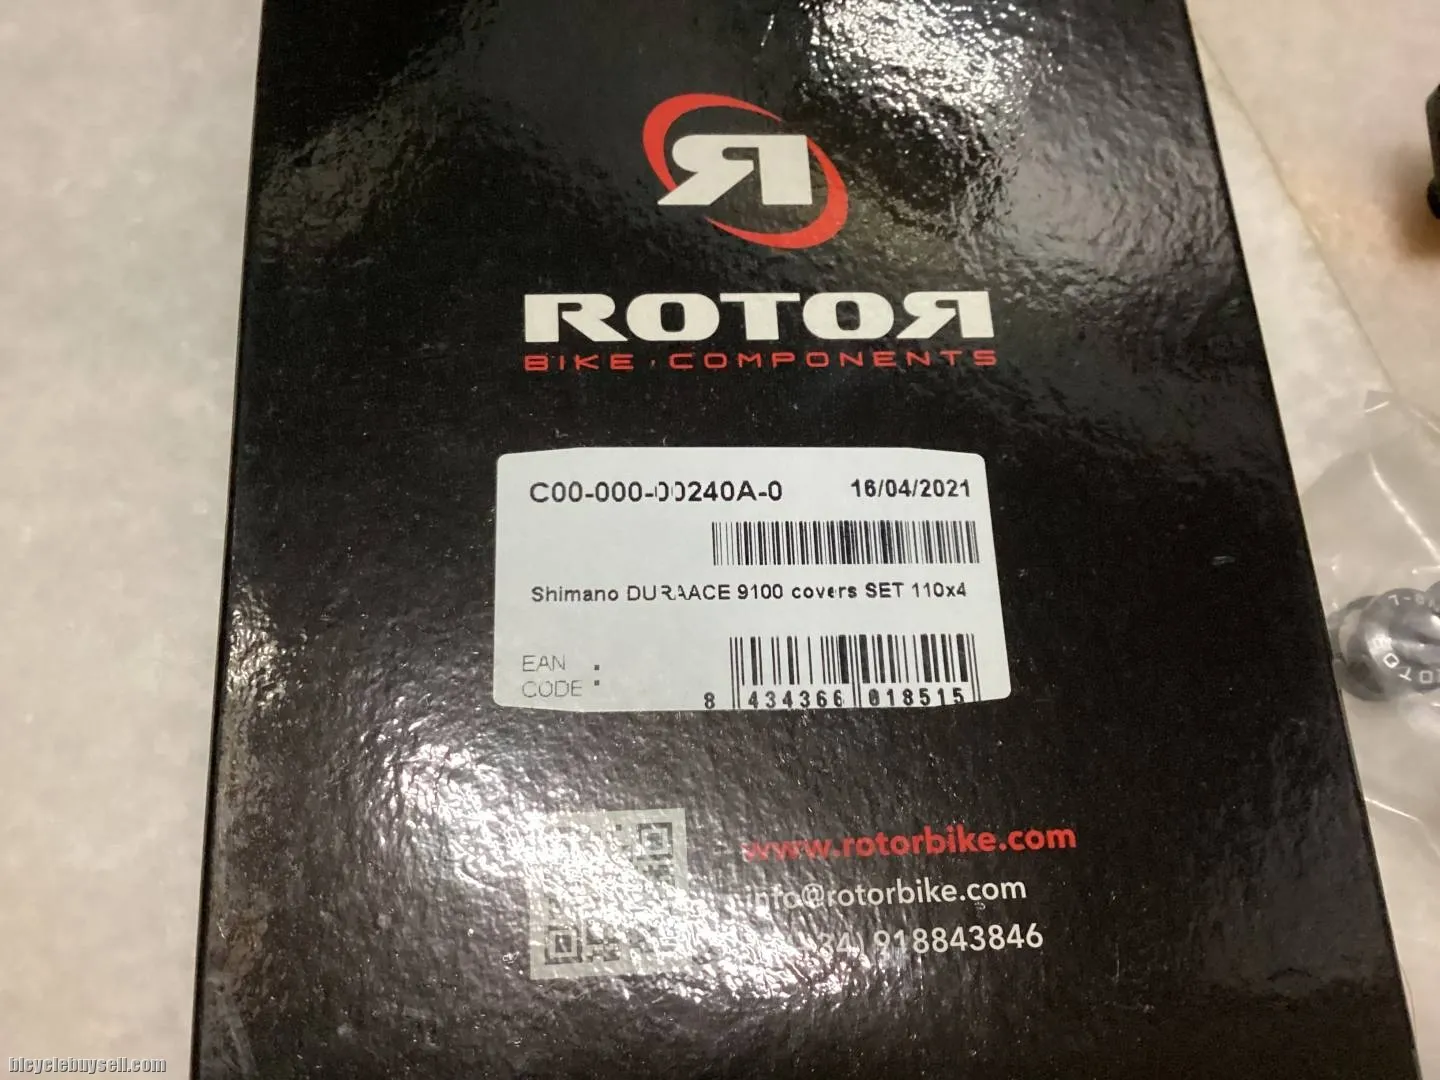 ROTOR
BIKE COMPONENTS
C00-000-00240A-0 16/04/2021
Shimano DURAACE 9100 covers SET 110x4
EAN :
CODE
8 434366 018515
www.rotorbike.com
info@rotorbike.com
(+34) 918843846
bicyclebuysell.com